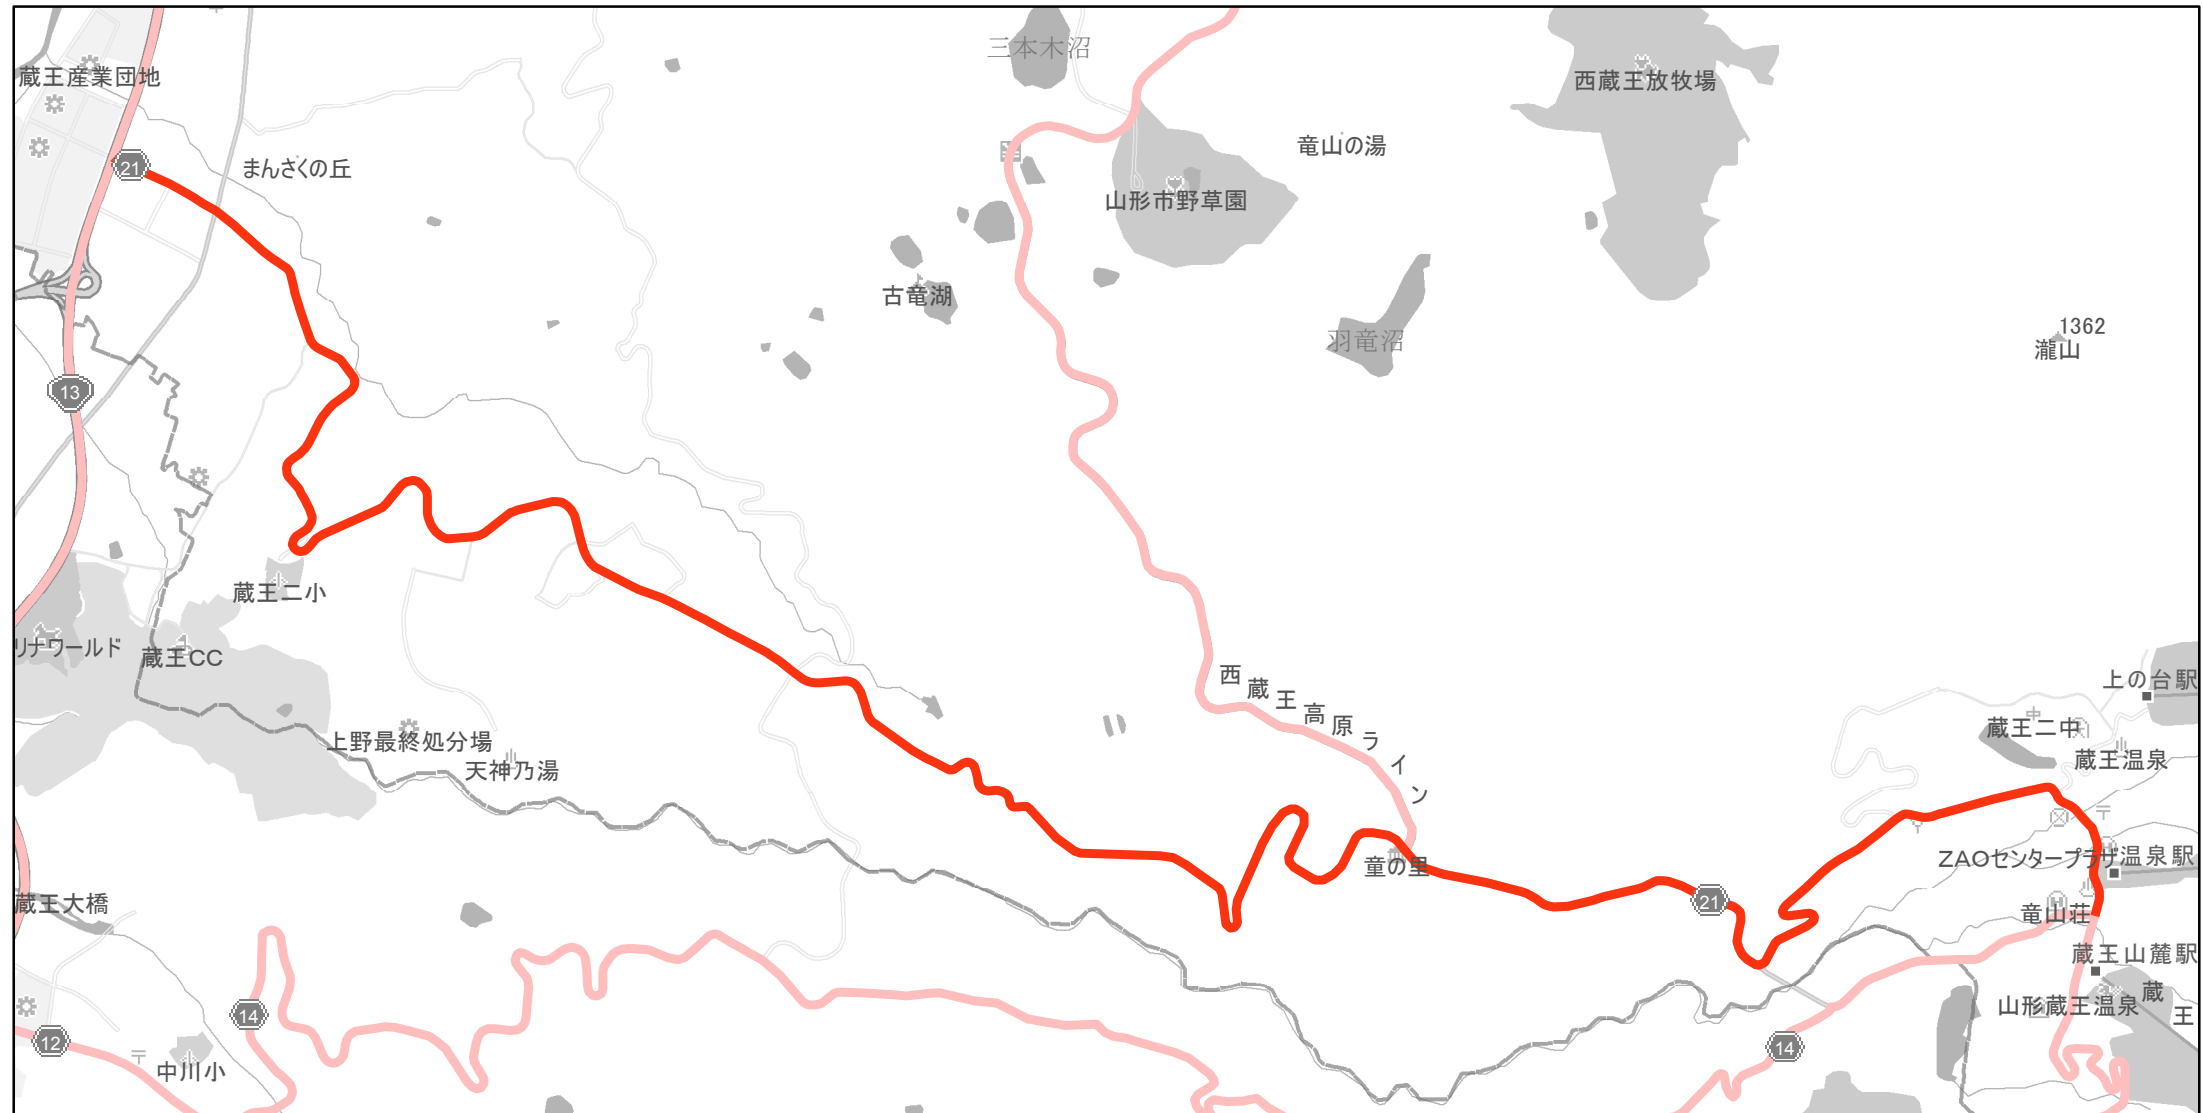 三本木沼
蔵王産業団地
西蔵王放牧場
竜山の湯
21
まんさくの丘
山形市野草園
古竜湖
1362
羽竜沼
瀧山
13
蔵王二小
リナワールド
蔵王CC
西蔵王高原ライン
上の台駅
蔵王二中
上野最終処分場
天神乃湯
蔵王温泉
童の里
ZAOセンタープラザ
温泉駅
21
蔵王大橋
竜山荘
蔵王山麓駅
山形蔵王温泉
蔵王
14
12
14
中川小